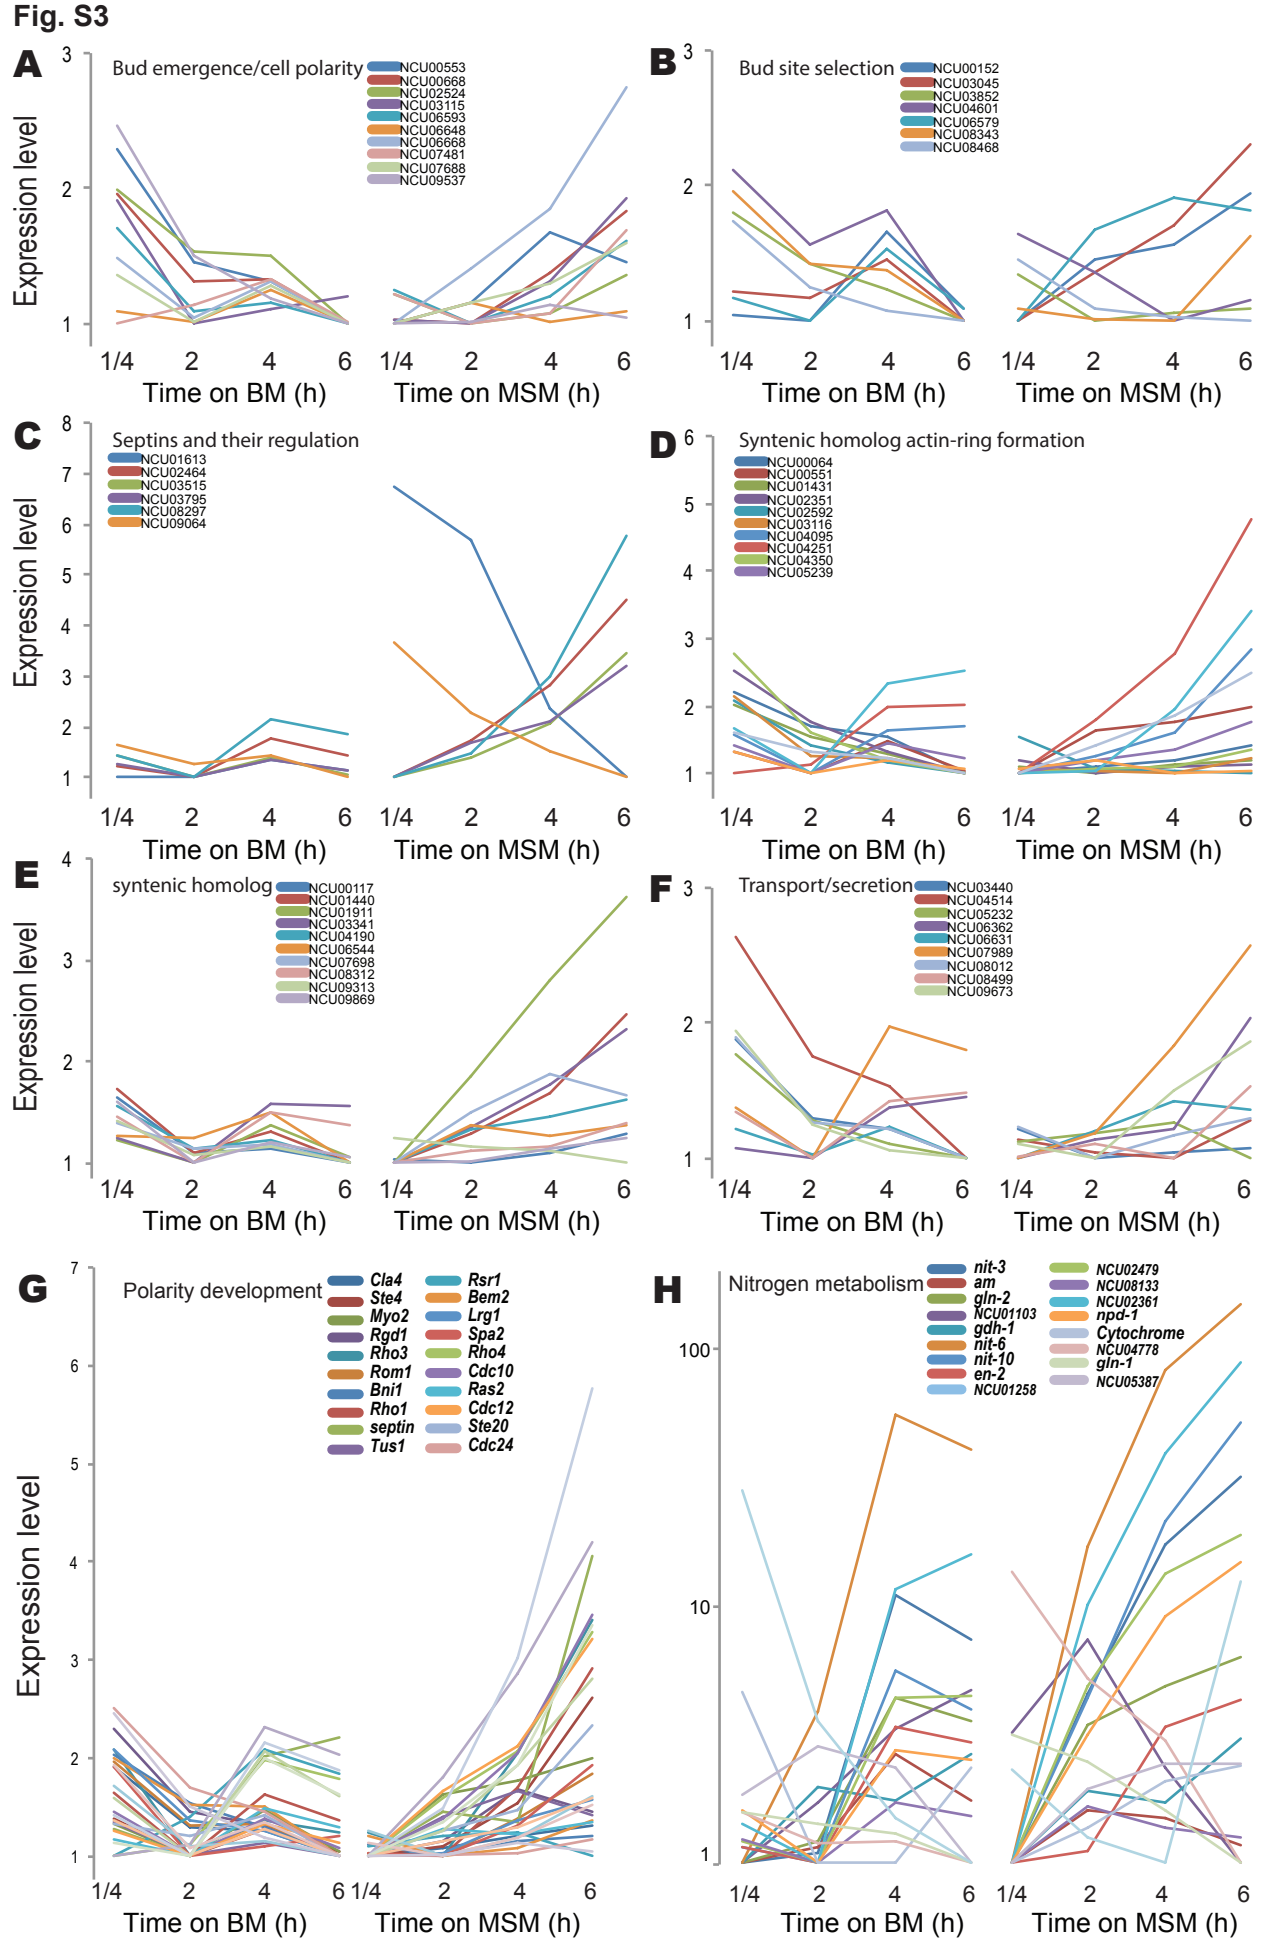 Fig. S3
A
Bud emergence/cell polarity
NCU00553
NCU00668
NCU02524
NCU03115
NCU06593
NCU06648
NCU06668
NCU07481
NCU07688
NCU09537
Expression level
3
2
1
1/4 2 4 6 1/4 2 4 6
Time on BM (h) Time on MSM (h)
B
Bud site selection
NCU00152
NCU03045
NCU03852
NCU04601
NCU06579
NCU08343
NCU08468
3
2
1
1/4 2 4 6 1/4 2 4 6
Time on BM (h) Time on MSM (h)
C
Septins and their regulation
NCU01613
NCU02464
NCU03515
NCU03795
NCU08297
NCU09064
Expression level
8
7
6
5
4
3
2
1
1/4 2 4 6 1/4 2 4 6
Time on BM (h) Time on MSM (h)
D
Syntenic homolog actin-ring formation
NCU00064
NCU00551
NCU01431
NCU02351
NCU02592
NCU03116
NCU04095
NCU04251
NCU04350
NCU05239
6
5
4
3
2
1
1/4 2 4 6 1/4 2 4 6
Time on BM (h) Time on MSM (h)
E
syntenic homolog
NCU00117
NCU01440
NCU01911
NCU03341
NCU04190
NCU06544
NCU07698
NCU08312
NCU09313
NCU09869
Expression level
4
3
2
1
1/4 2 4 6 1/4 2 4 6
Time on BM (h) Time on MSM (h)
F
Transport/secretion
NCU03440
NCU04514
NCU05232
NCU06362
NCU06631
NCU07989
NCU08012
NCU08499
NCU09673
3
2
1
1/4 2 4 6 1/4 2 4 6
Time on BM (h) Time on MSM (h)
G
Polarity development
Cla4 Rsr1
Ste4 Bem2
Myo2 Lrg1
Rgd1 Spa2
Rho3 Rho4
Rom1 Cdc10
Bni1 Ras2
Rho1 Cdc12
septin Ste20
Tus1 Cdc24
Expression level
7
6
5
4
3
2
1
1/4 2 4 6 1/4 2 4 6
Time on BM (h) Time on MSM (h)
H
Nitrogen metabolism
nit-3 NCU02479
am NCU08133
gln-2 NCU02361
NCU01103 npd-1
gdh-1 Cytochrome
nit-6 NCU04778
nit-10 gln-1
en-2 NCU05387
NCU01258
100
10
1
1/4 2 4 6 1/4 2 4 6
Time on BM (h) Time on MSM (h)